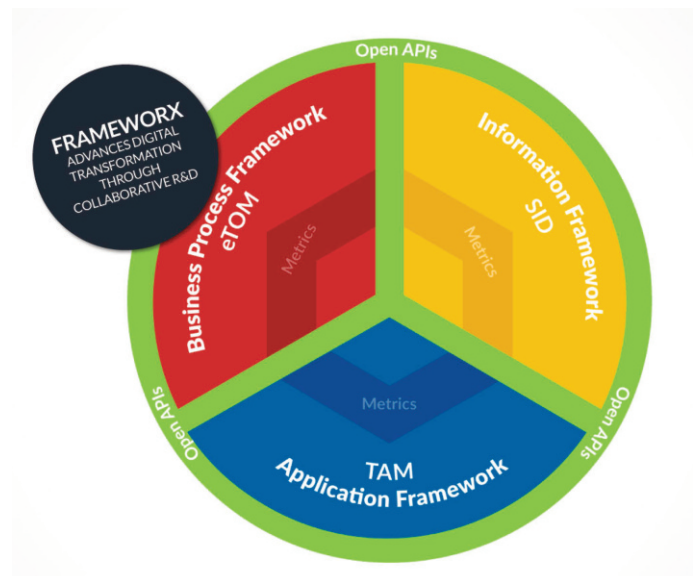 Open APIs
FRAMEWORX
ADVANCES DIGITAL
TRANSFORMATION
THROUGH
COLLABORATIVE R&D
Business Process Framework
eTOM
Metrics
Information Framework
SID
Metrics
Open APIs
Open APIs
Metrics
TAM
Application Framework